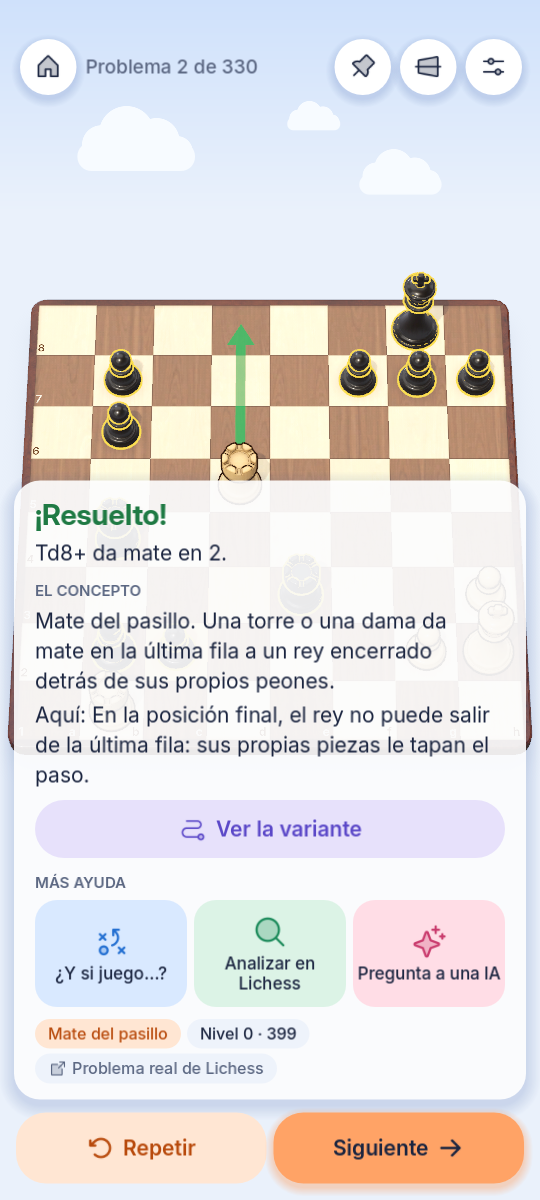 Problema 2 de 330
8
7
6
¡Resuelto!
Td8+ da mate en 2.
EL CONCEPTO
Mate del pasillo. Una torre o una dama da
mate en la última fila a un rey encerrado
detrás de sus propios peones.
Aquí: En la posición final, el rey no puede salir
de la última fila: sus propias piezas le tapan el
paso.
Ver la variante
MÁS AYUDA
¿Y si juego...?
Analizar en
Lichess
Pregunta a una IA
Mate del pasillo
Nivel 0 · 399
Problema real de Lichess
Repetir
Siguiente